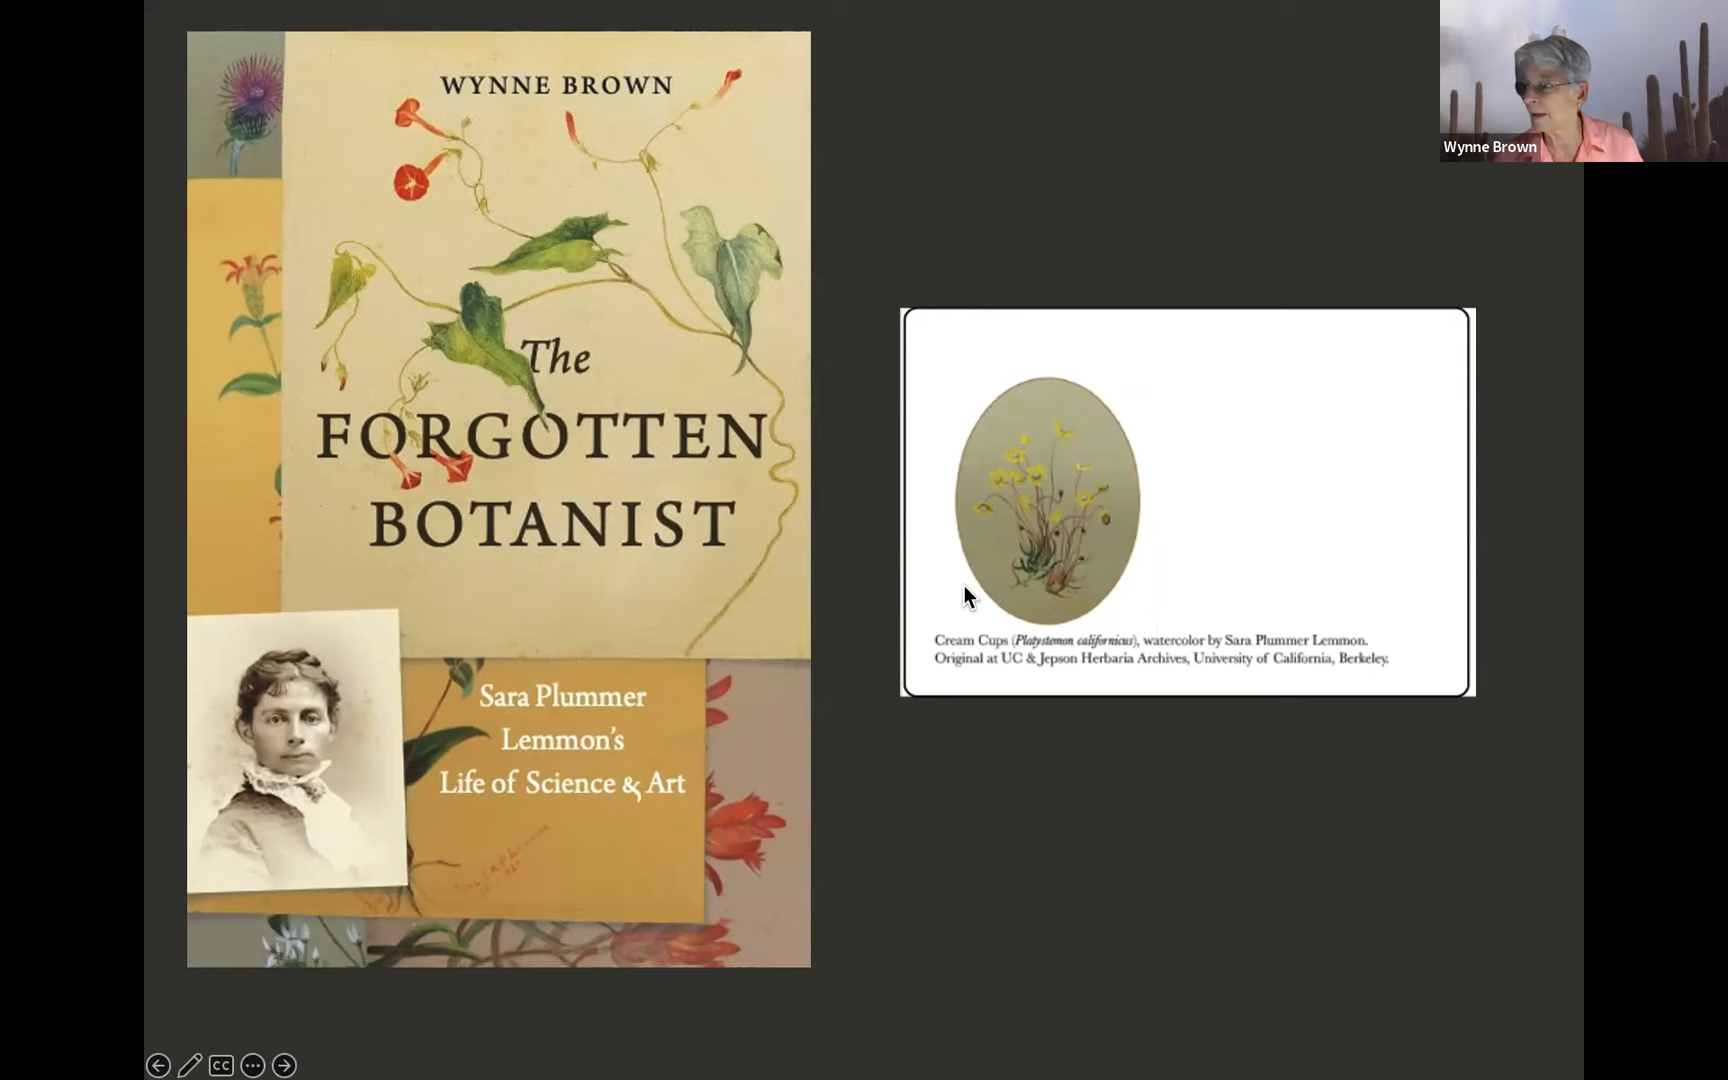 WYNNE BROWN
The
FORGOTTEN
BOTANIST
Sara Plummer
Lemmon's
Life of Science & Art
Cream Cups (Platystemon californicus), watercolor by Sara Plummer Lemmon.
Original at UC & Jepson Herbaria Archives, University of California, Berkeley.
Wynne Brown
CC